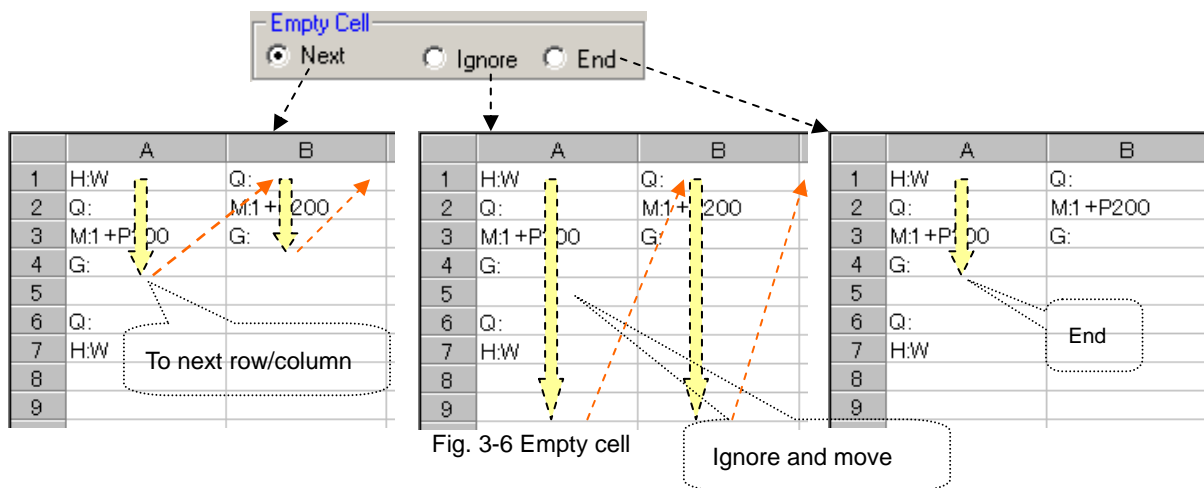 Empty Cell
Next Ignore End
A B
1 H:W Q:
2 Q: M:1+P200
3 M:1+P200 G:
4 G:
5
6 Q:
7 H:W
8
9
To next row/column
A B
1 H:W Q:
2 Q: M:1+P200
3 M:1+P200 G:
4 G:
5
6 Q:
7 H:W
8
9
Ignore and move
A B
1 H:W Q:
2 Q: M:1+P200
3 M:1+P200 G:
4 G:
5
6 Q:
7 H:W
8
9
End
Fig. 3-6 Empty cell